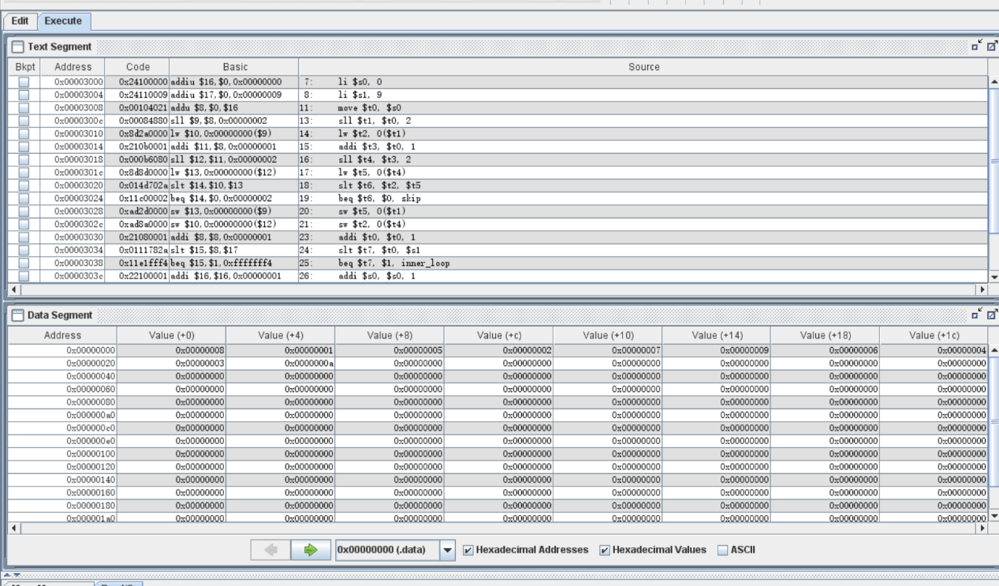 Edit Execute
Text Segment
Bkpt Address Code Basic Source
0x00003000 0x24100000 addiu $16,$0,0x00000000 7: li $s0, 0
0x00003004 0x24110009 addiu $17,$0,0x00000009 8: li $s1, 9
0x00003008 0x00104021 addu $8,$0,$16 11: move $t0, $s0
0x0000300c 0x00084880 sll $9,$8,0x00000002 13: sll $t1, $t0, 2
0x00003010 0x8d2a0000 lw $10,0x00000000($9) 14: lw $t2, 0($t1)
0x00003014 0x210b0001 addi $11,$8,0x00000001 15: addi $t3, $t0, 1
0x00003018 0x000b6080 sll $12,$11,0x00000002 16: sll $t4, $t3, 2
0x0000301c 0x8d8d0000 lw $13,0x00000000($12) 17: lw $t5, 0($t4)
0x00003020 0x014d702a slt $14,$10,$13 18: slt $t6, $t2, $t5
0x00003024 0x11c00002 beq $14,$0,0x00000002 19: beq $t6, $0, skip
0x00003028 0xad2d0000 sw $13,0x00000000($9) 20: sw $t5, 0($t1)
0x0000302c 0xad8a0000 sw $10,0x00000000($12) 21: sw $t2, 0($t4)
0x00003030 0x21080001 addi $8,$8,0x00000001 23: addi $t0, $t0, 1
0x00003034 0x0111782a slt $15,$8,$17 24: slt $t7, $t0, $s1
0x00003038 0x11e1fff4 beq $15,$1,0xfffffff4 25: beq $t7, $1, inner_loop
0x0000303c 0x22100001 addi $16,$16,0x00000001 26: addi $s0, $s0, 1
Data Segment
Address Value (+0) Value (+4) Value (+8) Value (+c) Value (+10) Value (+14) Value (+18) Value (+1c)
0x00000000 0x00000008 0x00000001 0x00000005 0x00000002 0x00000007 0x00000009 0x00000006 0x00000004
0x00000020 0x00000003 0x0000000a 0x00000000 0x00000000 0x00000000 0x00000000 0x00000000 0x00000000
0x00000040 0x00000000 0x00000000 0x00000000 0x00000000 0x00000000 0x00000000 0x00000000 0x00000000
0x00000060 0x00000000 0x00000000 0x00000000 0x00000000 0x00000000 0x00000000 0x00000000 0x00000000
0x00000080 0x00000000 0x00000000 0x00000000 0x00000000 0x00000000 0x00000000 0x00000000 0x00000000
0x000000a0 0x00000000 0x00000000 0x00000000 0x00000000 0x00000000 0x00000000 0x00000000 0x00000000
0x000000c0 0x00000000 0x00000000 0x00000000 0x00000000 0x00000000 0x00000000 0x00000000 0x00000000
0x000000e0 0x00000000 0x00000000 0x00000000 0x00000000 0x00000000 0x00000000 0x00000000 0x00000000
0x00000100 0x00000000 0x00000000 0x00000000 0x00000000 0x00000000 0x00000000 0x00000000 0x00000000
0x00000120 0x00000000 0x00000000 0x00000000 0x00000000 0x00000000 0x00000000 0x00000000 0x00000000
0x00000140 0x00000000 0x00000000 0x00000000 0x00000000 0x00000000 0x00000000 0x00000000 0x00000000
0x00000160 0x00000000 0x00000000 0x00000000 0x00000000 0x00000000 0x00000000 0x00000000 0x00000000
0x00000180 0x00000000 0x00000000 0x00000000 0x00000000 0x00000000 0x00000000 0x00000000 0x00000000
0x000001a0 0x00000000 0x00000000 0x00000000 0x00000000 0x00000000 0x00000000 0x00000000 0x00000000
0x00000000 (.data) Hexadecimal Addresses Hexadecimal Values ASCII